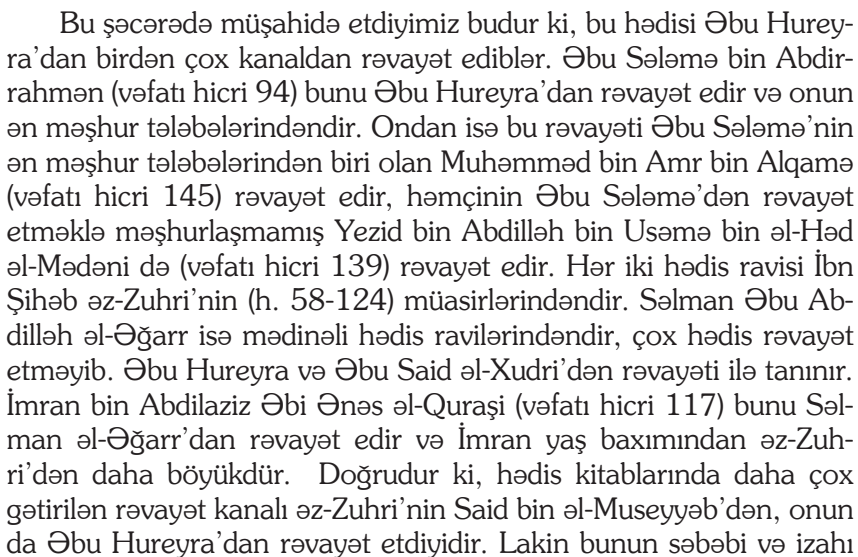 Bu şəcərədə müşahidə etdiyimiz budur ki, bu hədisi Əbu Hurey-
ra’dan birdən çox kanaldan rəvayət ediblər. Əbu Sələmə bin Abdir-
rahmən (vəfatı hicri 94) bunu Əbu Hureyra’dan rəvayət edir və onun
ən məşhur tələbələrindəndir. Ondan isə bu rəvayəti Əbu Sələmə’nin
ən məşhur tələbələrindən biri olan Muhəmməd bin Amr bin Alqamə
(vəfatı hicri 145) rəvayət edir, həmçinin Əbu Sələmə’dən rəvayət
etməklə məşhurlaşmamış Yezid bin Abdilləh bin Usəmə bin əl-Həd
əl-Mədəni də (vəfatı hicri 139) rəvayət edir. Hər iki hədis ravisi İbn
Şihəb əz-Zuhri’nin (h. 58-124) müasirlərindəndir. Səlman Əbu Ab-
dilləh əl-Əğarr isə mədinəli hədis ravilərindəndir, çox hədis rəvayət
etməyib. Əbu Hureyra və Əbu Said əl-Xudri’dən rəvayəti ilə tanınır.
İmran bin Abdilaziz Əbi Ənəs əl-Quraşi (vəfatı hicri 117) bunu Səl-
man əl-Əğarr’dan rəvayət edir və İmran yaş baxımından əz-Zuh-
ri’dən daha böyükdür. Doğrudur ki, hədis kitablarında daha çox
gətirilən rəvayət kanalı əz-Zuhri’nin Said bin əl-Museyyəb’dən, onun
da Əbu Hureyra’dan rəvayət etdiyidir. Lakin bunun səbəbi və izahı